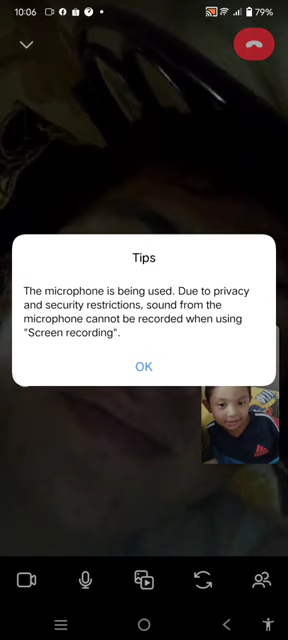 10:06
79%
Tips
The microphone is being used. Due to privacy
and security restrictions, sound from the
microphone cannot be recorded when using
"Screen recording".
OK